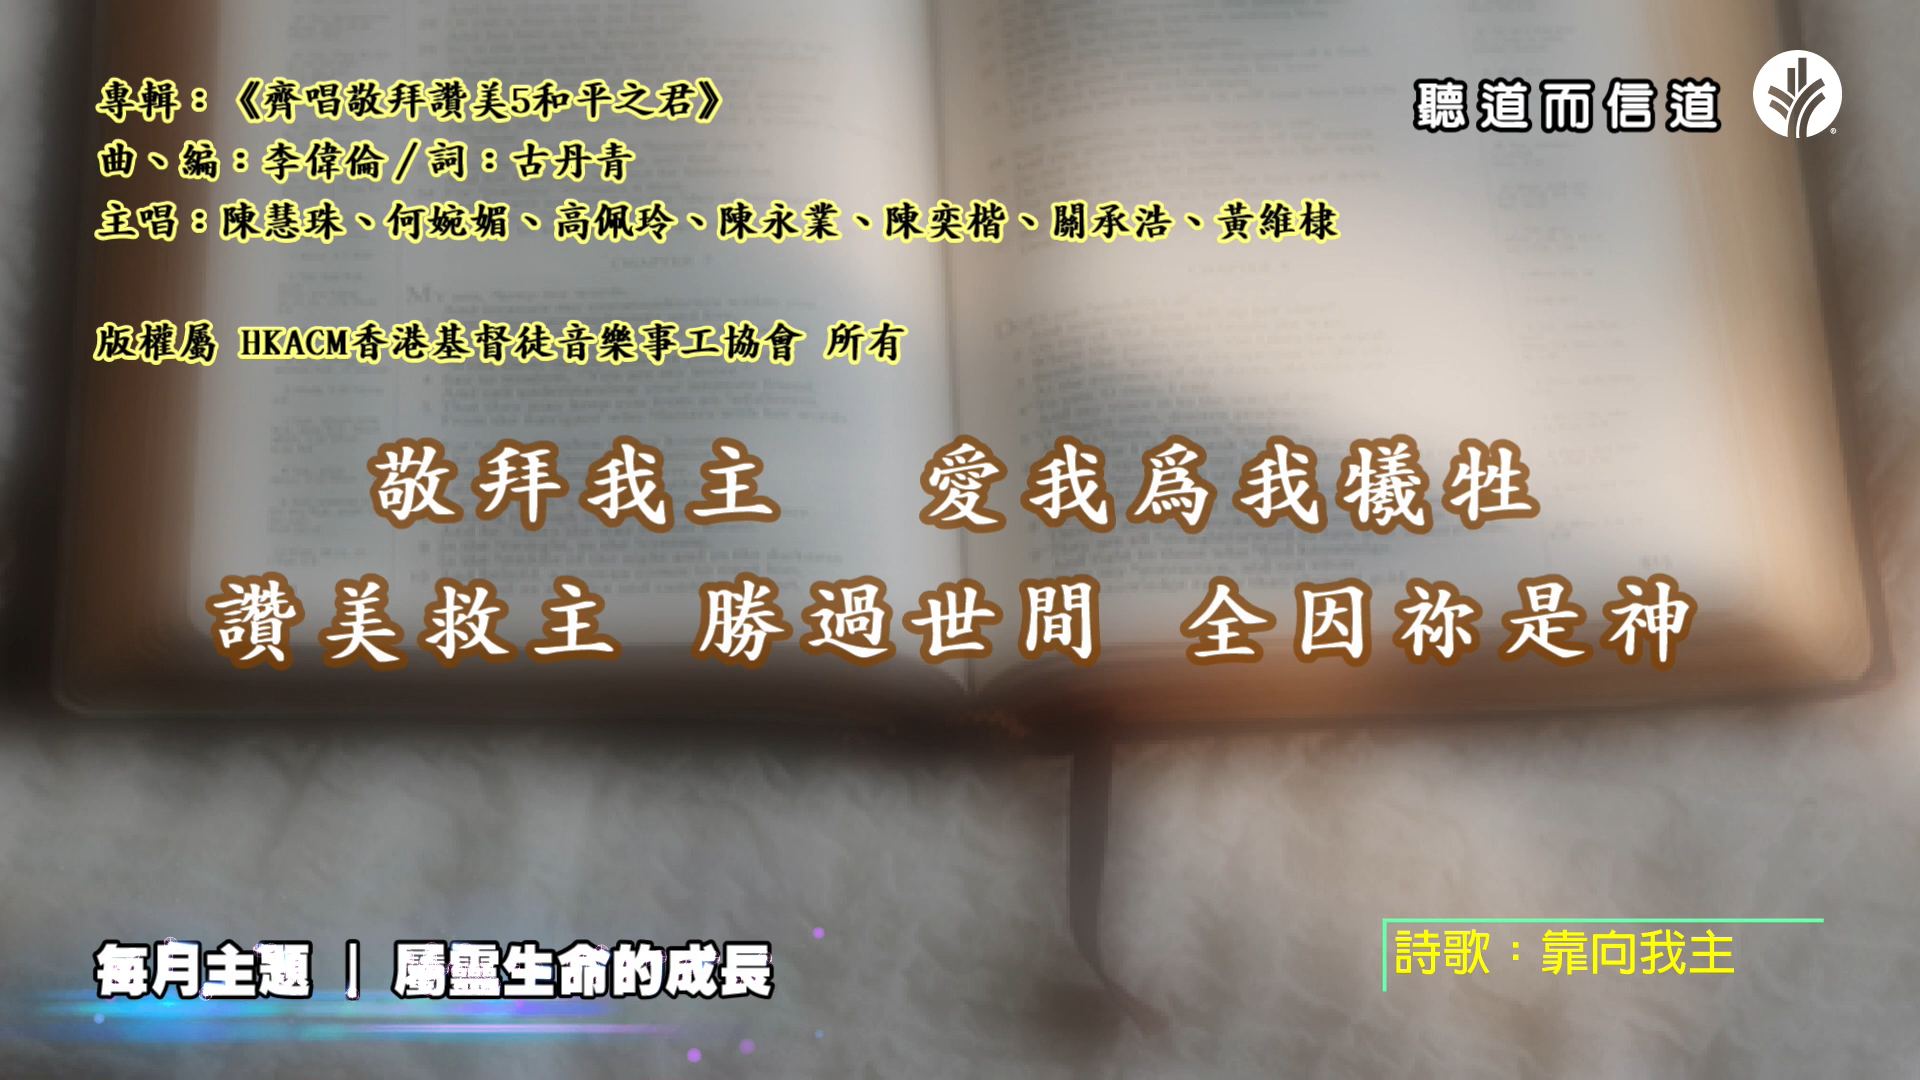 專輯：《齊唱敬拜讚美5和平之君》
曲、編：李偉倫／詞：古丹青
主唱：陳慧珠、何婉媚、高佩玲、陳永業、陳奕楷、關承浩、黃維棣
版權屬 HKACM香港基督徒音樂事工協會 所有
聽道而信道
敬拜我主 愛我為我犧牲
讚美救主 勝過世間 全因祢是神
每月主題 | 屬靈生命的成長
詩歌：靠向我主